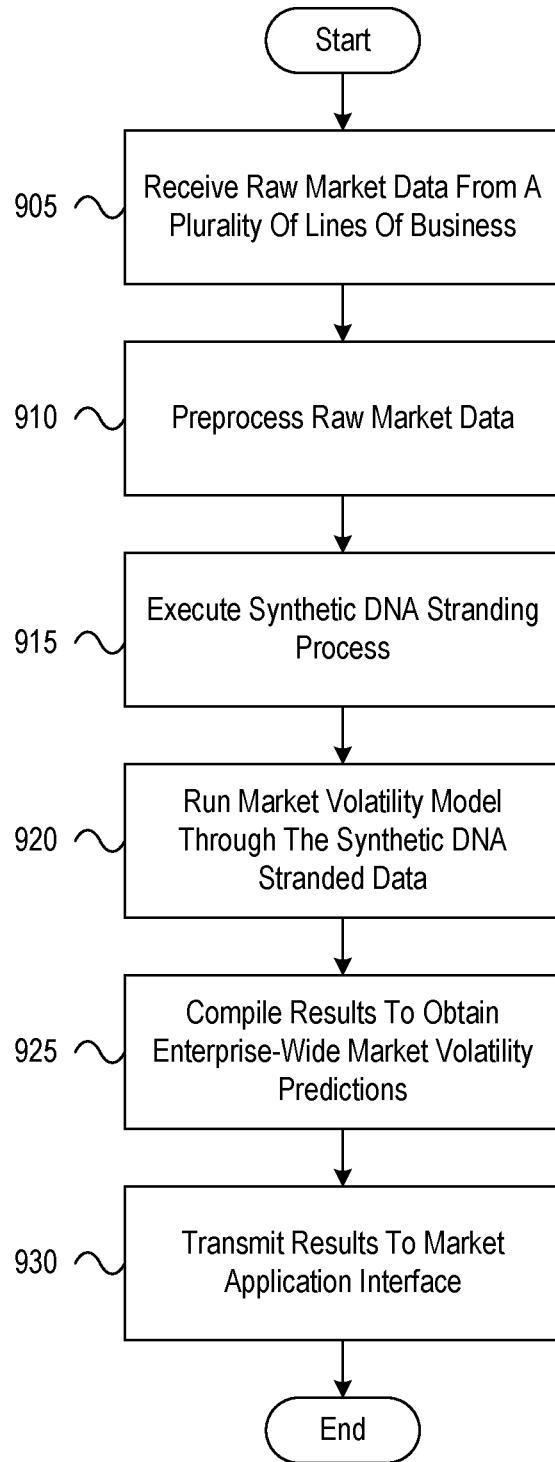 Start
905
Receive Raw Market Data From A
Plurality Of Lines Of Business
910
Preprocess Raw Market Data
915
Execute Synthetic DNA Stranding
Process
920
Run Market Volatility Model
Through The Synthetic DNA
Stranded Data
925
Compile Results To Obtain
Enterprise-Wide Market Volatility
Predictions
930
Transmit Results To Market
Application Interface
End